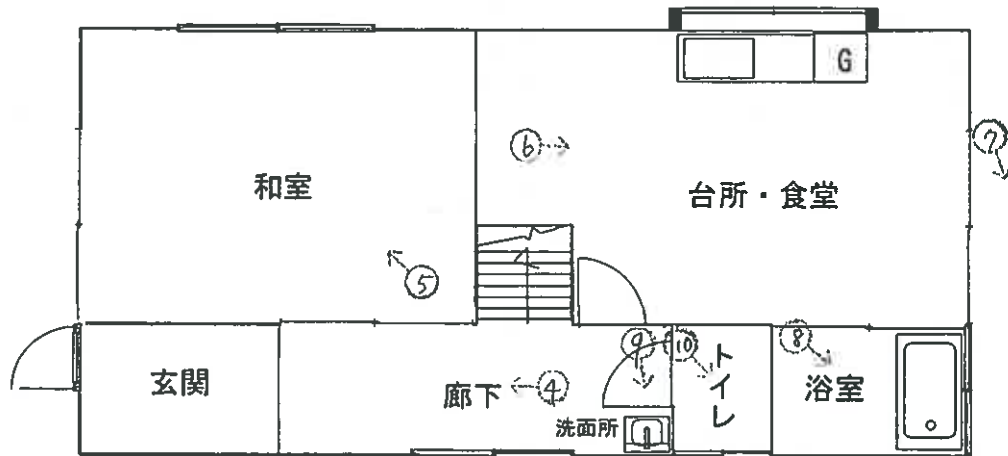 G
⑦
⑥
台所・食堂
和室
⑤
⑨
⑩
⑧
トイレ
玄関
廊下
④
浴室
洗面所